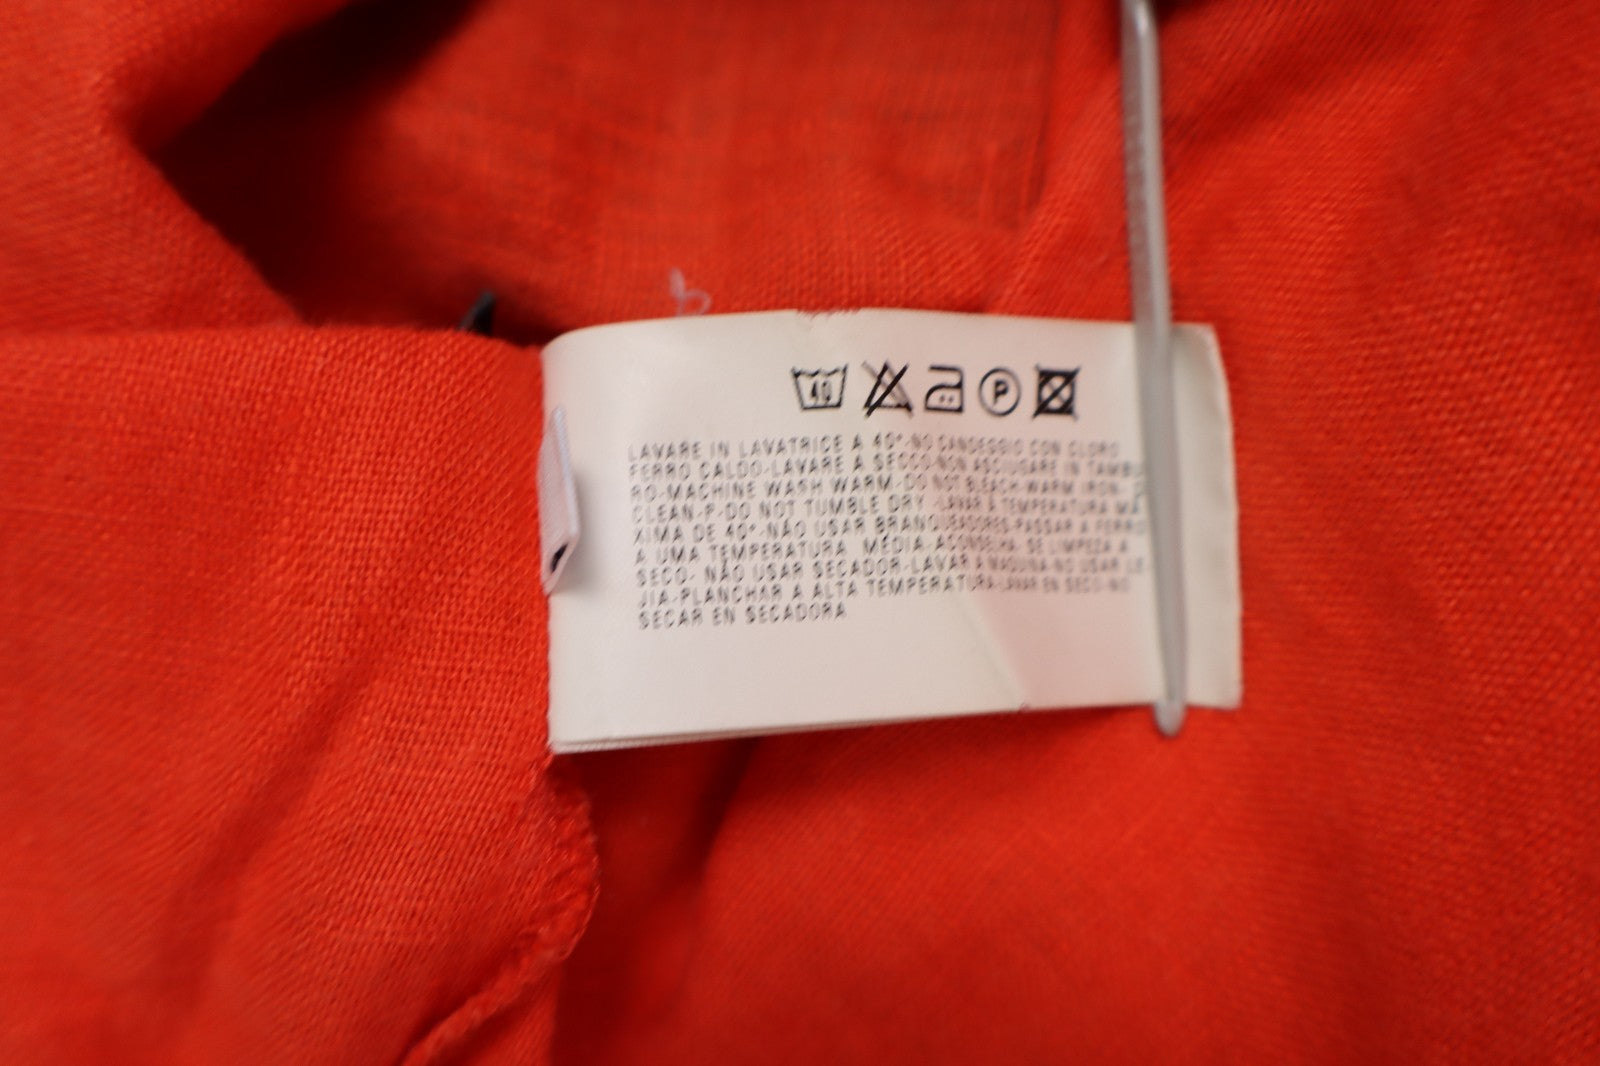 40 P
LAVARE IN LAVATRICE A 40°-NO CANDEGGIO CON CLORO
FERRO CALDO-LAVARE A SECCO-NON ASCIUGARE IN TAMBU
RO-MACHINE WASH WARM-DO NOT BLEACH-WARM IRON-
CLEAN-P-DO NOT TUMBLE DRY -LAVAR A TEMPERATURA MA
XIMA DE 40°-NÃO USAR BRANQUEADORES-PASSAR A FERRO
A UMA TEMPERATURA MEDIA-ACONSELHA- SE LIMPEZA A
SECO- NÃO USAR SECADOR-LAVAR A MAQUINA-NO USAR LE
JIA-PLANCHAR A ALTA TEMPERATURA-LAVAR EN SECO-NO
SECAR EN SECADORA